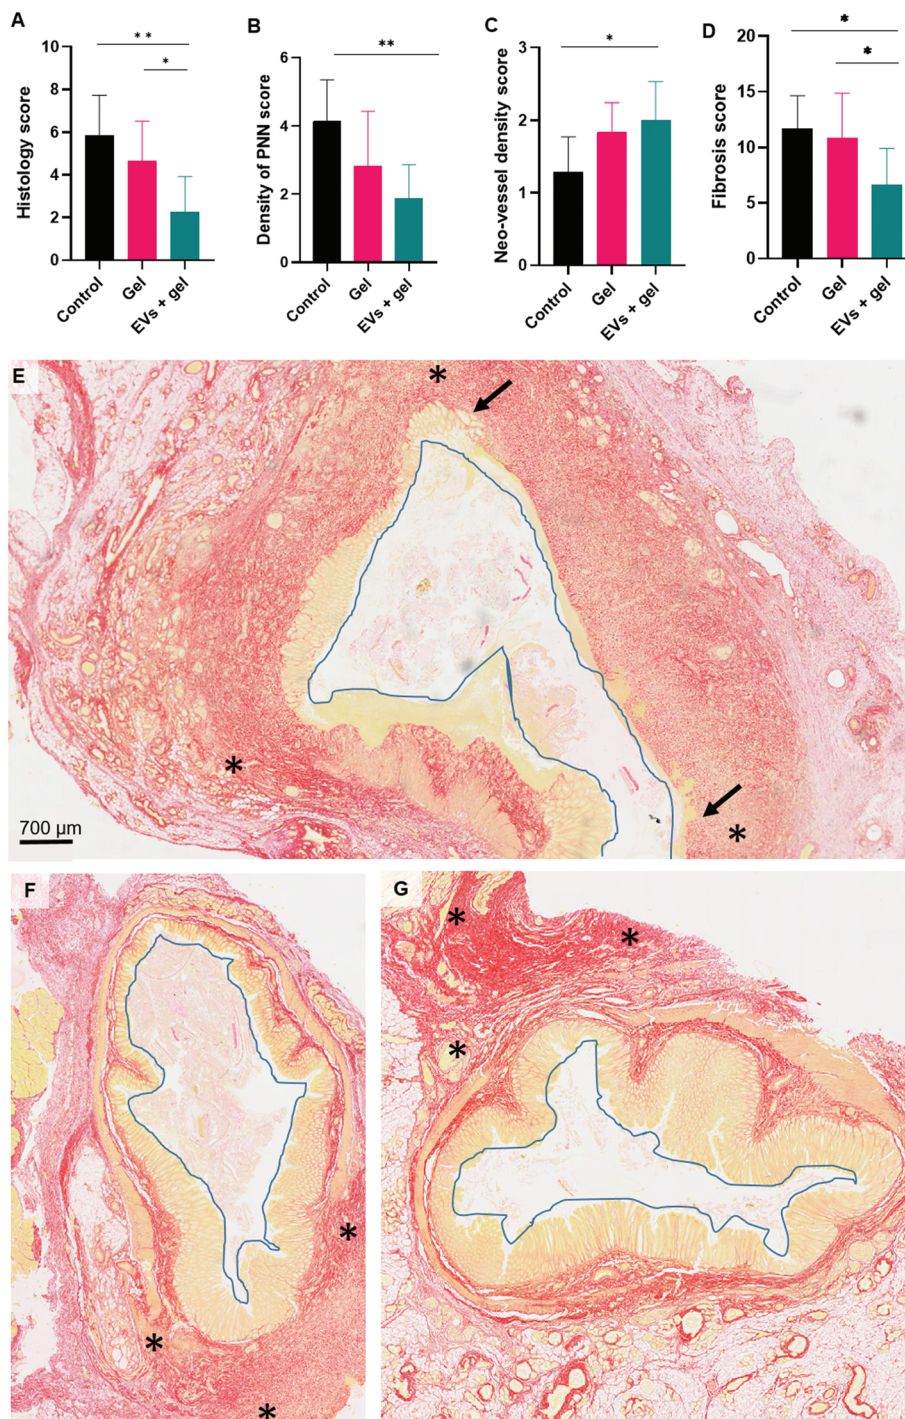 A
Histology score
10
8
6
4
2
0
* *
*
Control
Gel
EVs + gel
B
Density of PNN score
6
4
2
0
**
Control
Gel
EVs + gel
C
Neo-vessel density score
3
2
1
0
*
Control
Gel
EVs + gel
D
Fibrosis score
20
15
10
5
0
*
*
Control
Gel
EVs + gel
E
*
*
*
700 µm
F
*
*
*
G
*
*
*